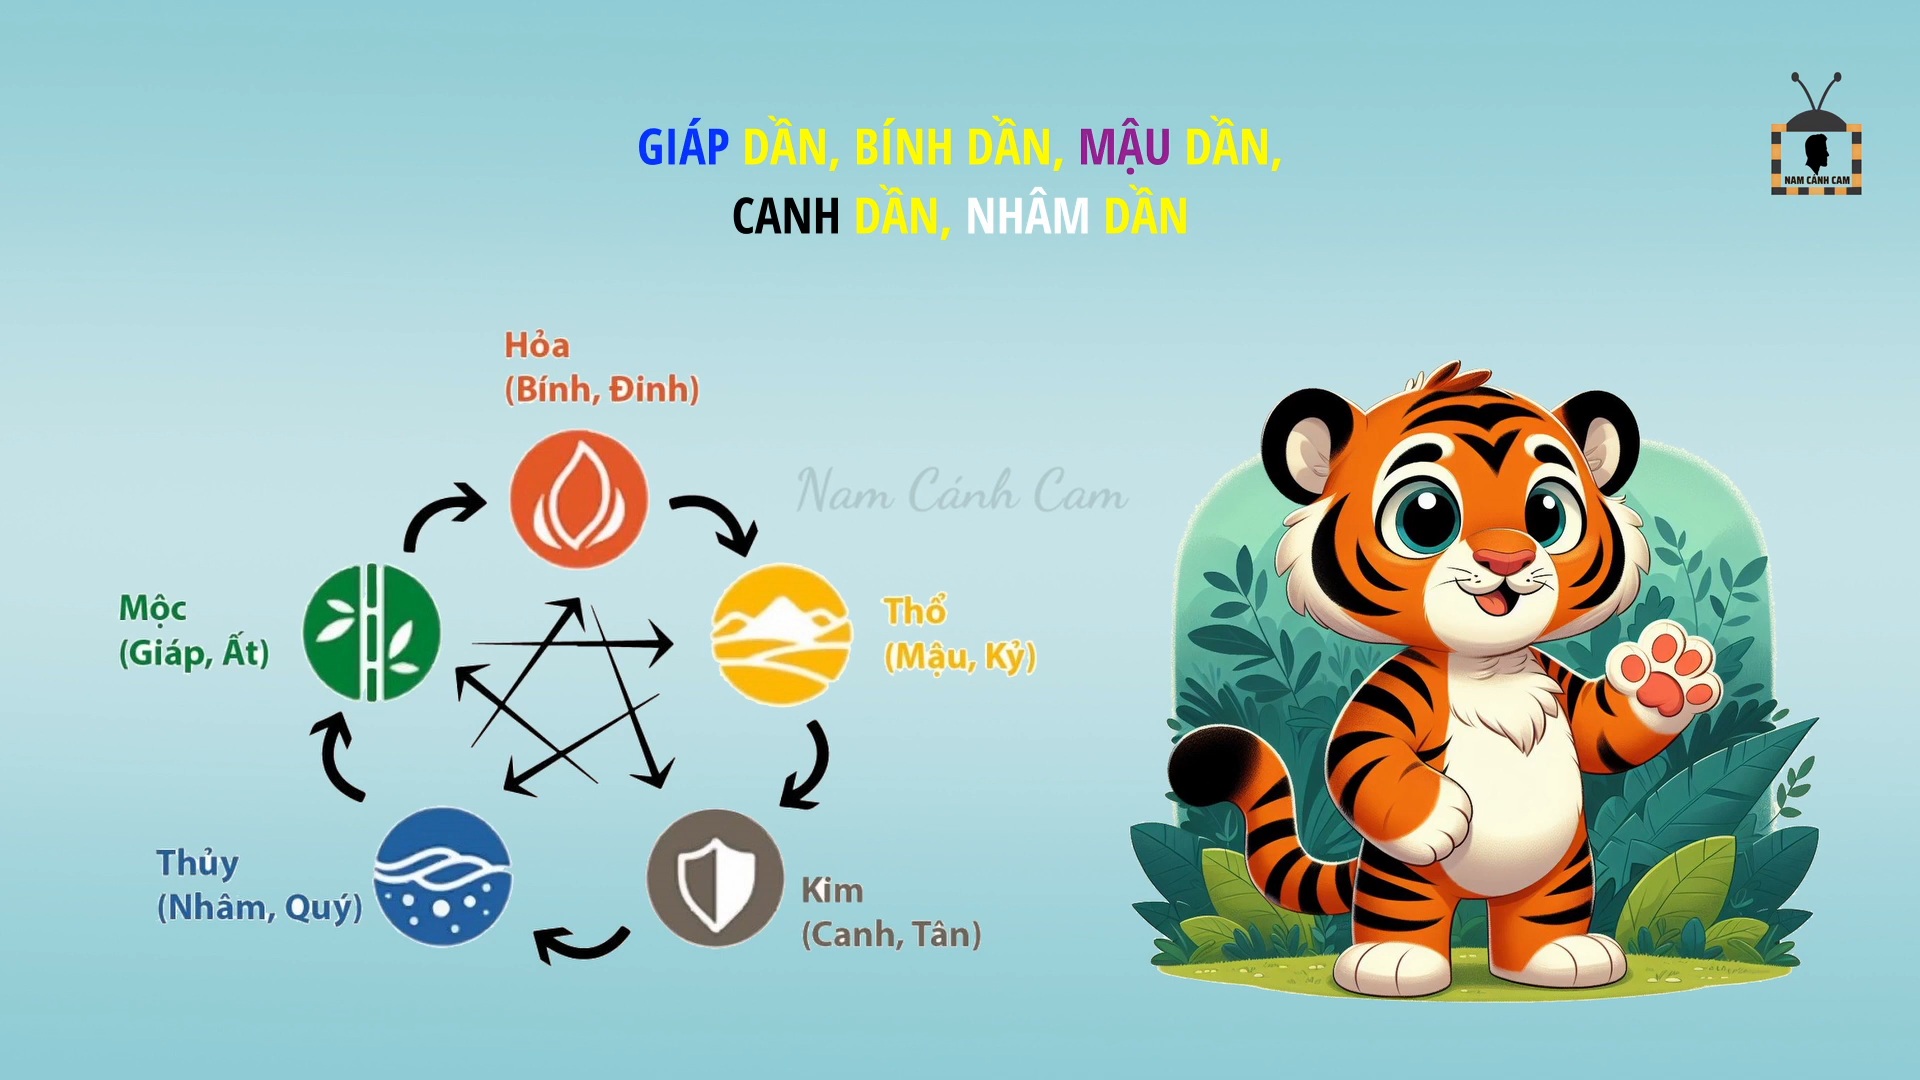 GIÁP DẦN, BÍNH DẦN, MẬU DẦN,
CANH DẦN, NHÂM DẦN
NAM CÁNH CAM
Hỏa
(Bính, Đinh)
Nam Cánh Cam
Mộc
(Giáp, Ất)
Thổ
(Mậu, Kỷ)
Thủy
(Nhâm, Quý)
Kim
(Canh, Tân)